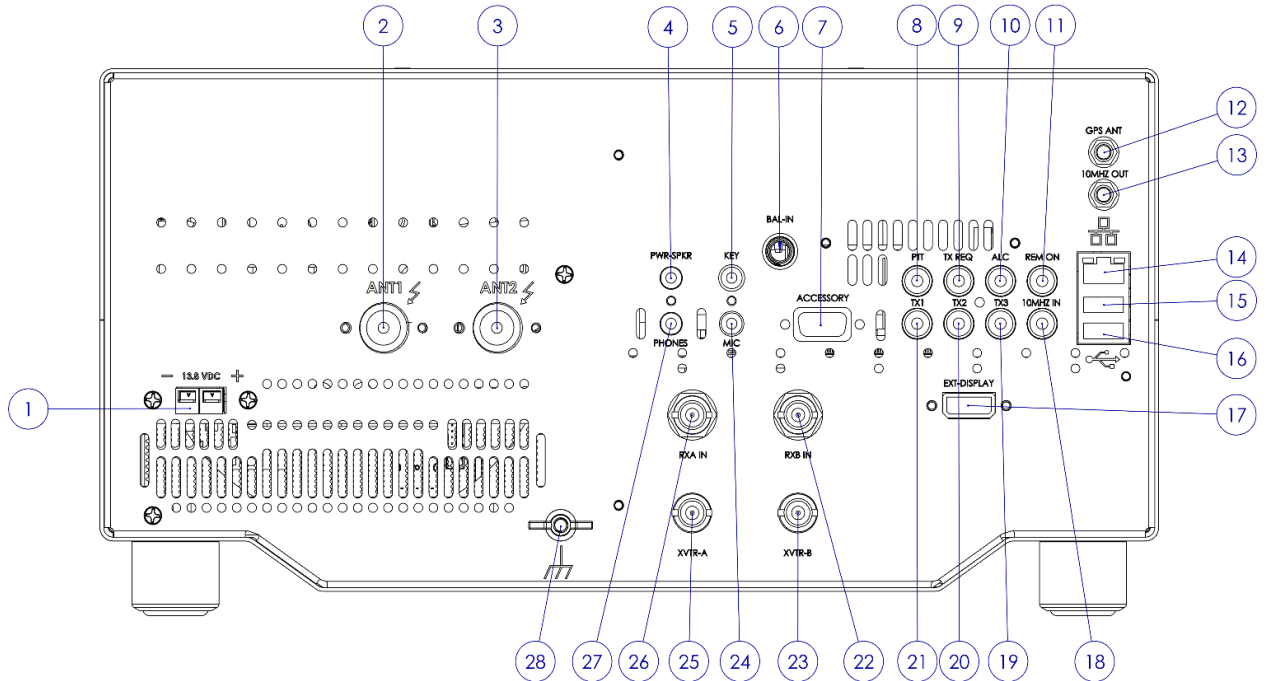 2
3
4
5
6
7
8
9
10
11
12
GPS ANT
13
10MHZ OUT
BAL-IN
PWR-SPKR
KEY
PTT
TX REQ
ALC
REM ON
14
ANT1
ANT2
ACCESSORY
TX1
TX2
TX3
10MHZ IN
15
PHONES
MIC
16
— 13.8 VDC +
EXT-DISPLAY
17
1
RXA IN
RXB IN
XVTR-A
XVTR-B
28
27
26
25
24
23
22
21
20
19
18